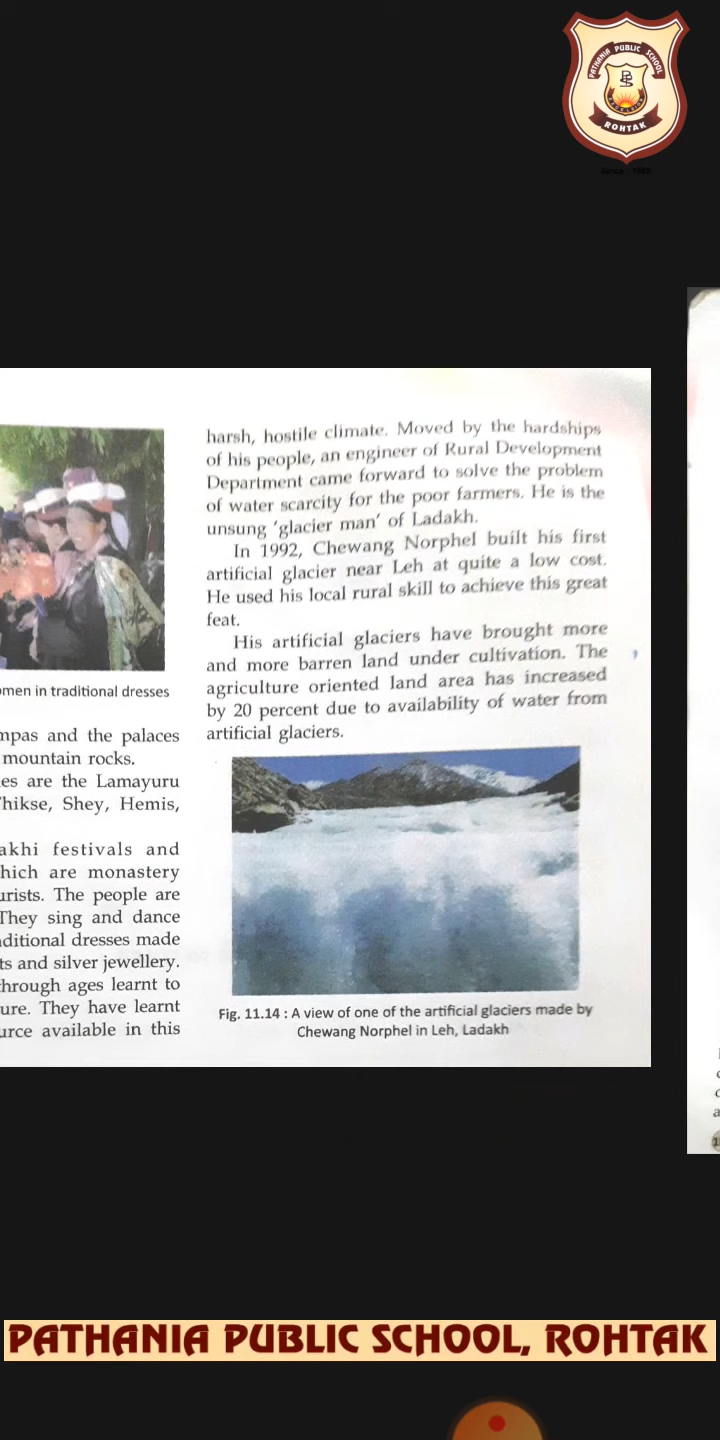 PATHANIA PUBLIC SCHOOL
ROHTAK
Since 1983
omen in traditional dresses
mpas and the palaces
mountain rocks.
es are the Lamayuru
Thikse, Shey, Hemis,
akhi festivals and
hich are monastery
urists. The people are
They sing and dance
ditional dresses made
ts and silver jewellery.
hrough ages learnt to
ure. They have learnt
urce available in this
harsh, hostile climate. Moved by the hardships
of his people, an engineer of Rural Development
Department came forward to solve the problem
of water scarcity for the poor farmers. He is the
unsung ‘glacier man’ of Ladakh.
In 1992, Chewang Norphel built his first
artificial glacier near Leh at quite a low cost.
He used his local rural skill to achieve this great
feat.
His artificial glaciers have brought more
and more barren land under cultivation. The
agriculture oriented land area has increased
by 20 percent due to availability of water from
artificial glaciers.
Fig. 11.14 : A view of one of the artificial glaciers made by
Chewang Norphel in Leh, Ladakh
PATHANIA PUBLIC SCHOOL, ROHTAK